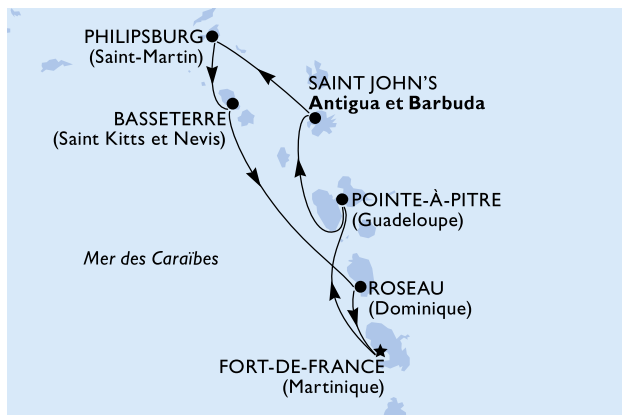 PHILIPSBURG
(Saint-Martin)
SAINT JOHN'S
Antigua et Barbuda
BASSETERRE
(Saint Kitts et Nevis)
POINTE-À-PITRE
(Guadeloupe)
Mer des Caraïbes
ROSEAU
(Dominique)
FORT-DE-FRANCE
(Martinique)